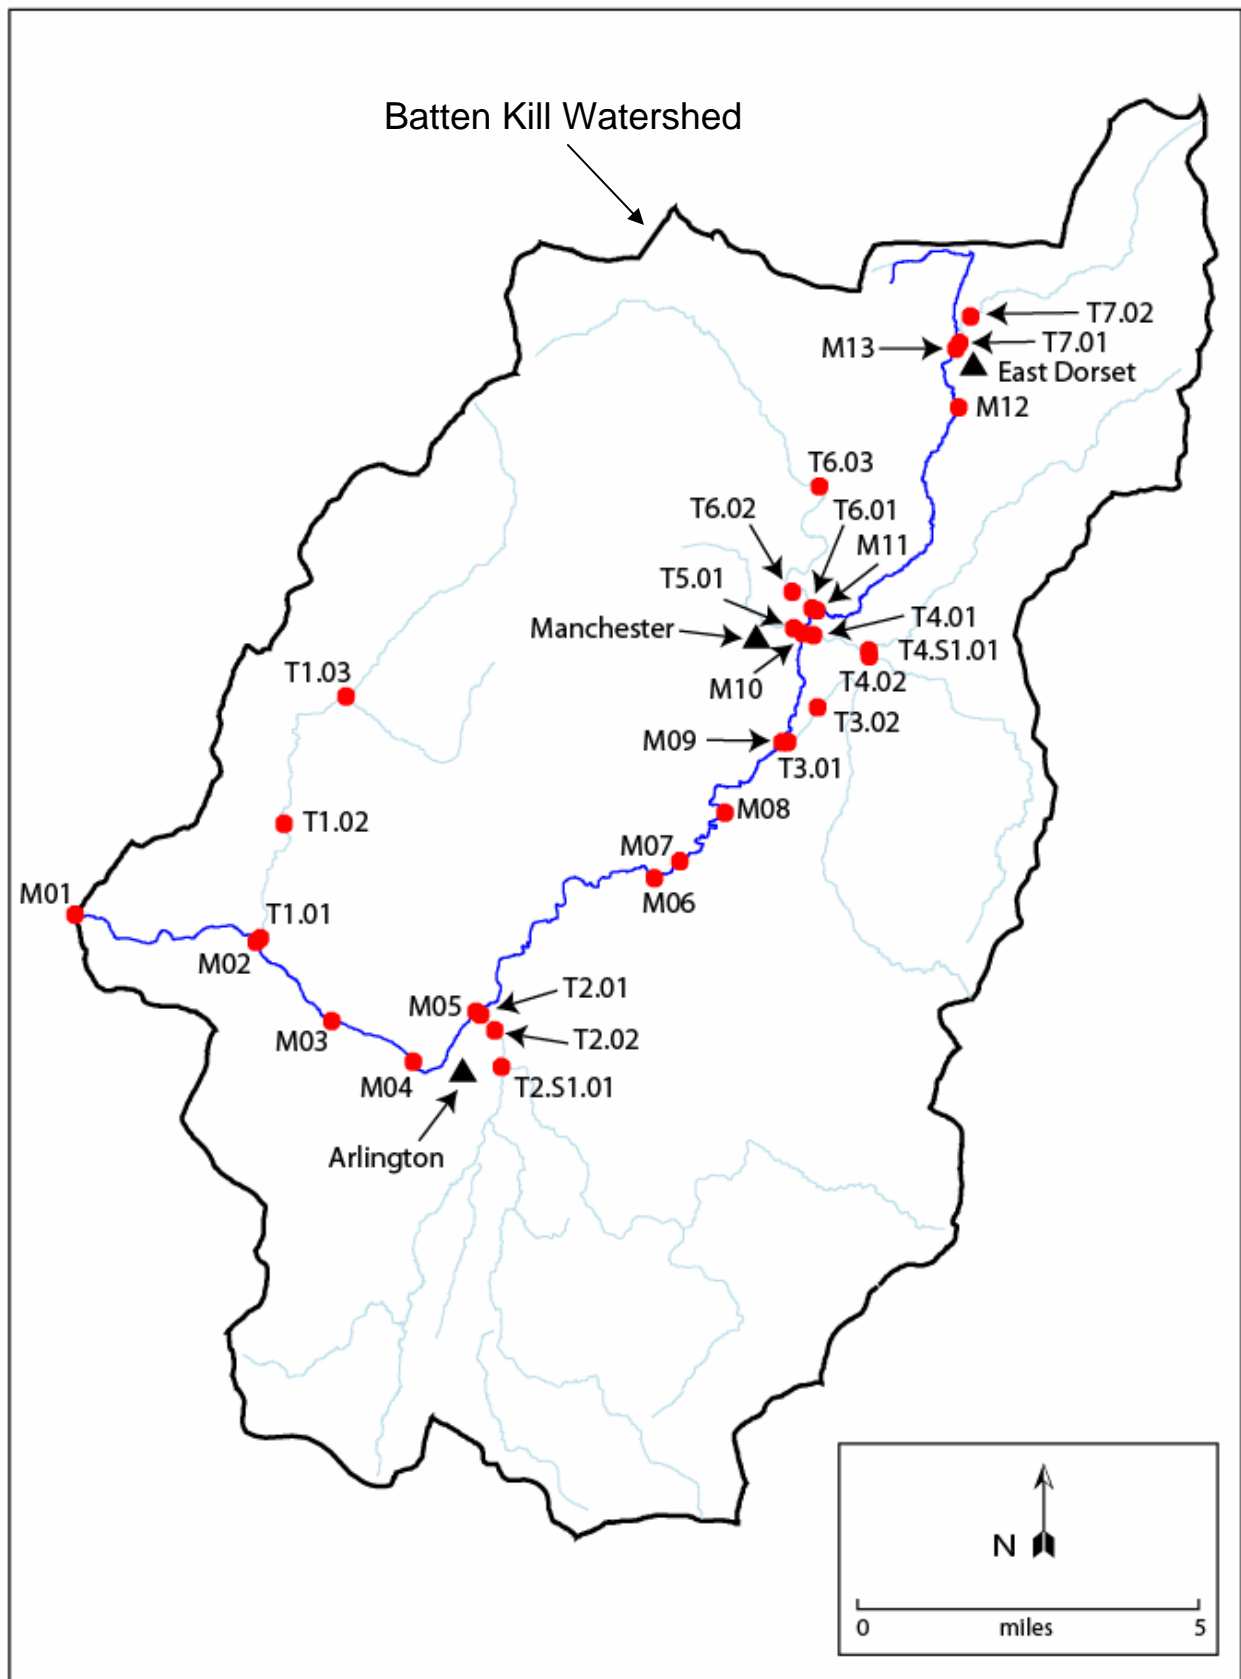 Batten Kill Watershed
T7.02
T7.01
M13
East Dorset
M12
T6.03
T6.02
T6.01
M11
T5.01
T4.01
Manchester
T4.S1.01
T1.03
T4.02
M10
T3.02
M09
T3.01
M08
T1.02
M07
M01
M06
T1.01
M02
T2.01
M05
M03
T2.02
M04
T2.S1.01
Arlington
N
0 miles 5